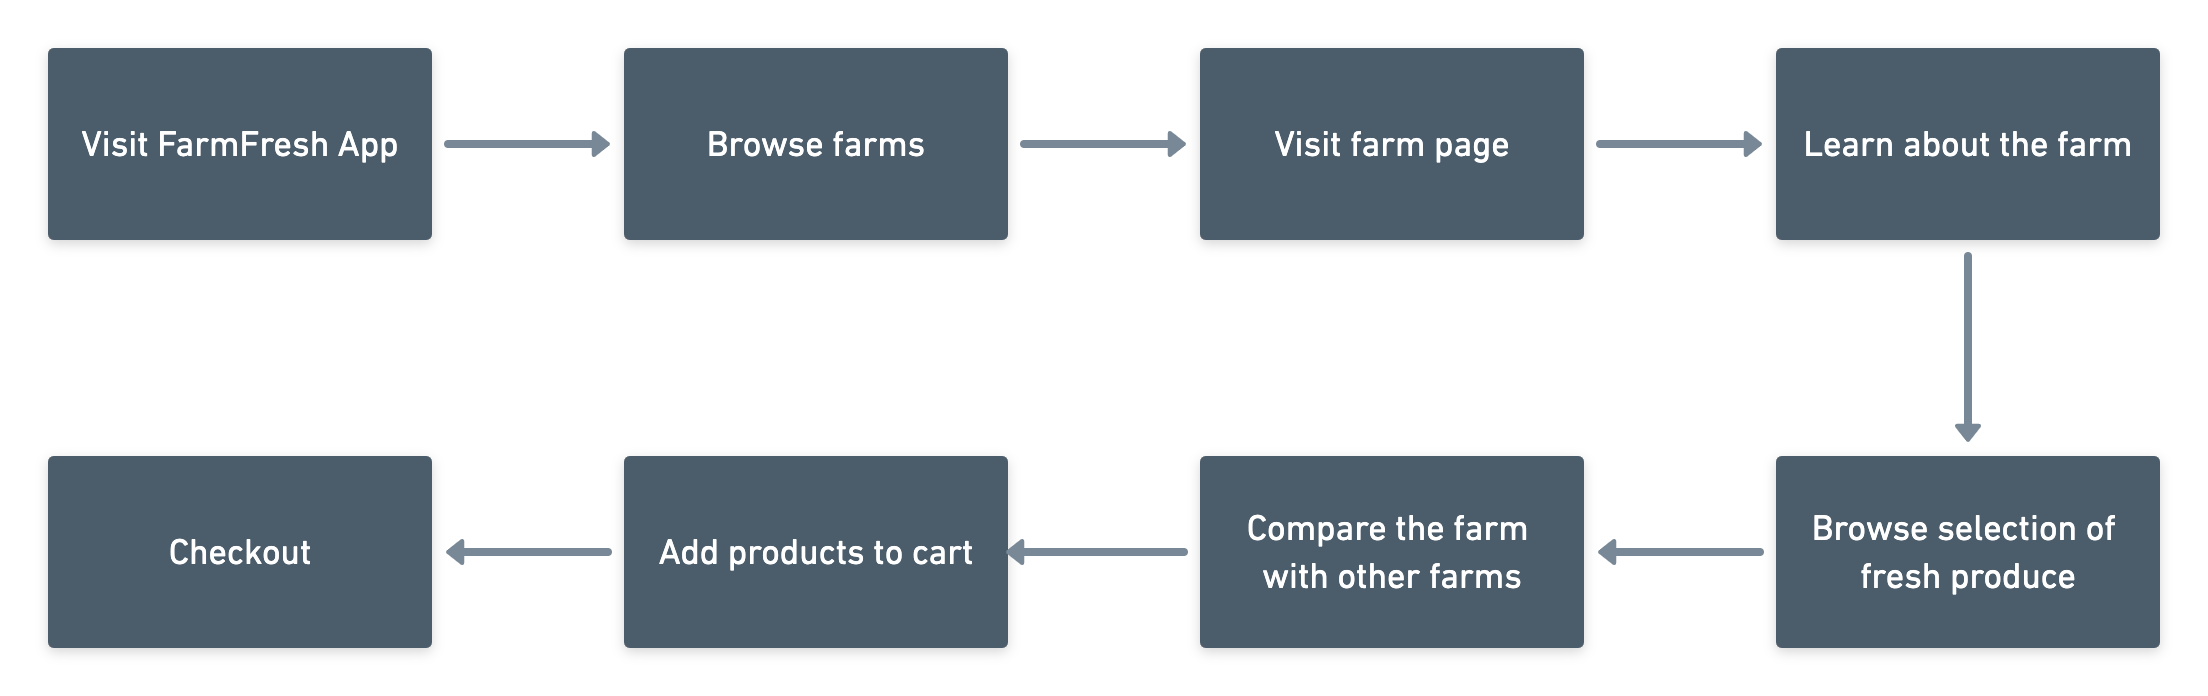 Visit FarmFresh App
Browse farms
Visit farm page
Learn about the farm
Browse selection of
fresh produce
Compare the farm
with other farms
Add products to cart
Checkout